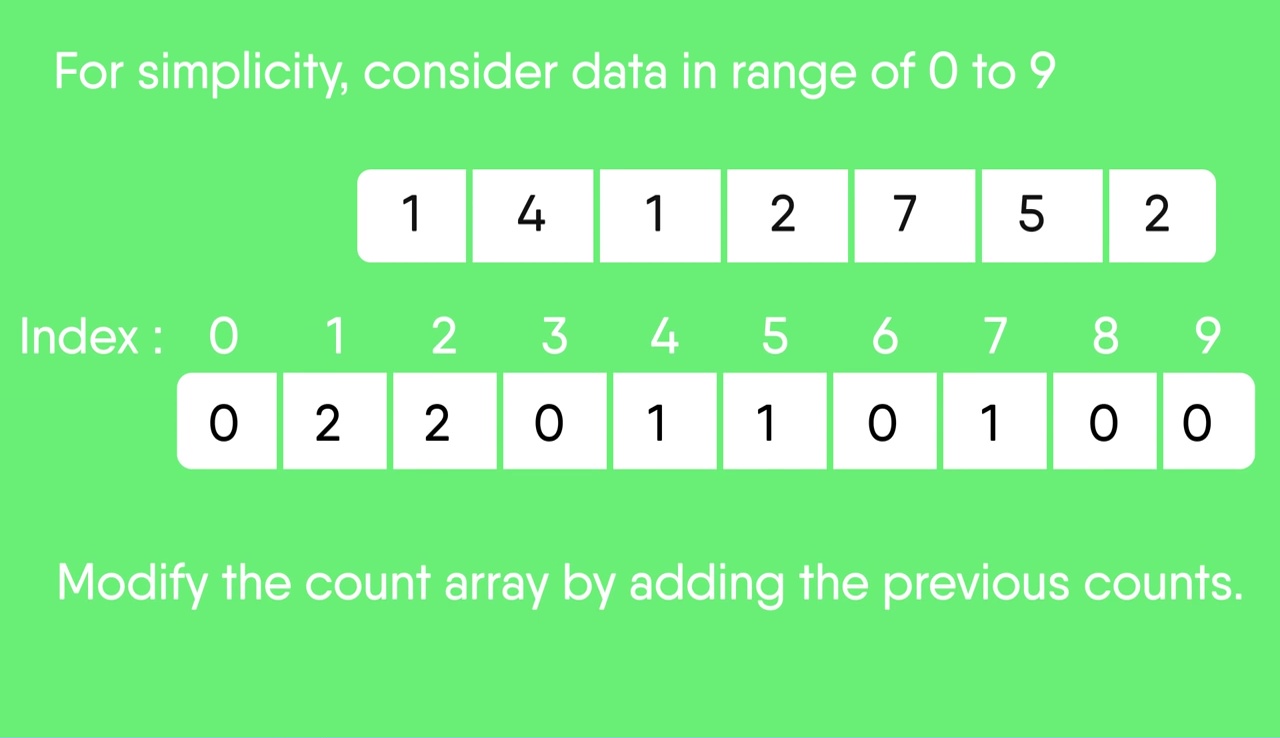 For simplicity, consider data in range of 0 to 9
1 4 1 2 7 5 2
Index : 0 1 2 3 4 5 6 7 8 9
0 2 2 0 1 1 0 1 0 0
Modify the count array by adding the previous counts.